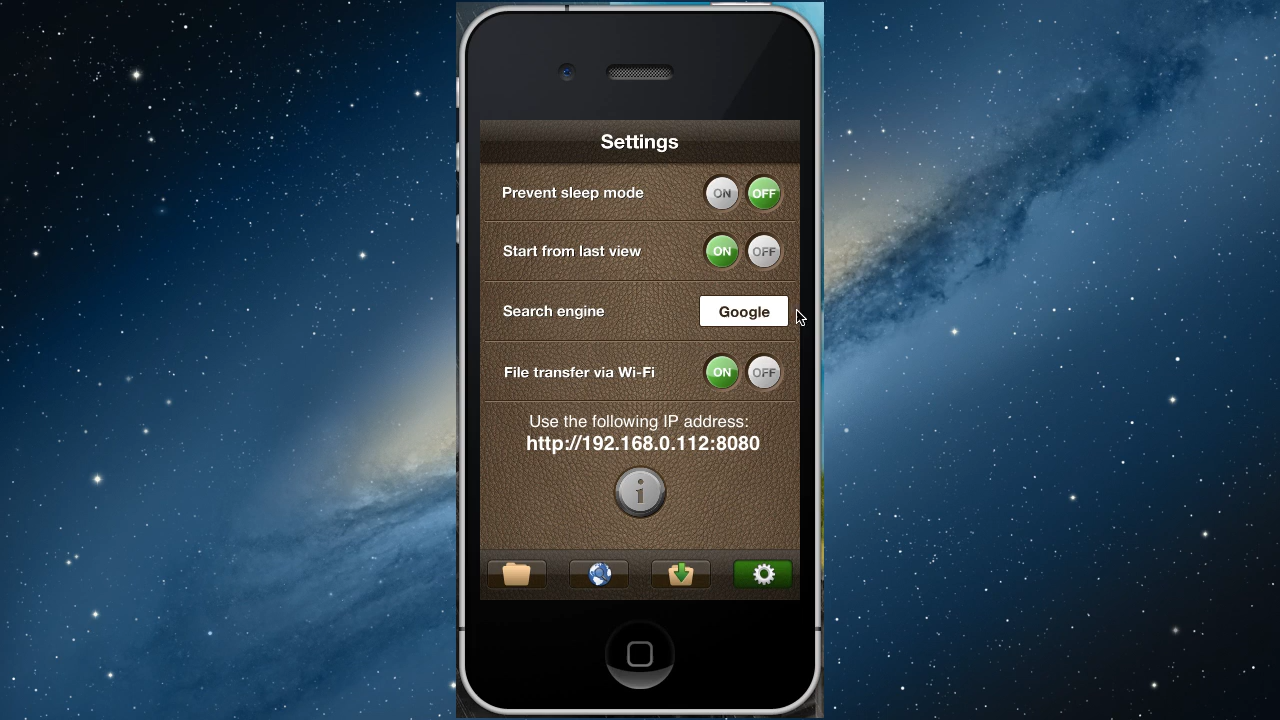 Settings
Prevent sleep mode ON OFF
Start from last view ON OFF
Search engine Google
File transfer via Wi-Fi ON OFF
Use the following IP address:
http://192.168.0.112:8080
i